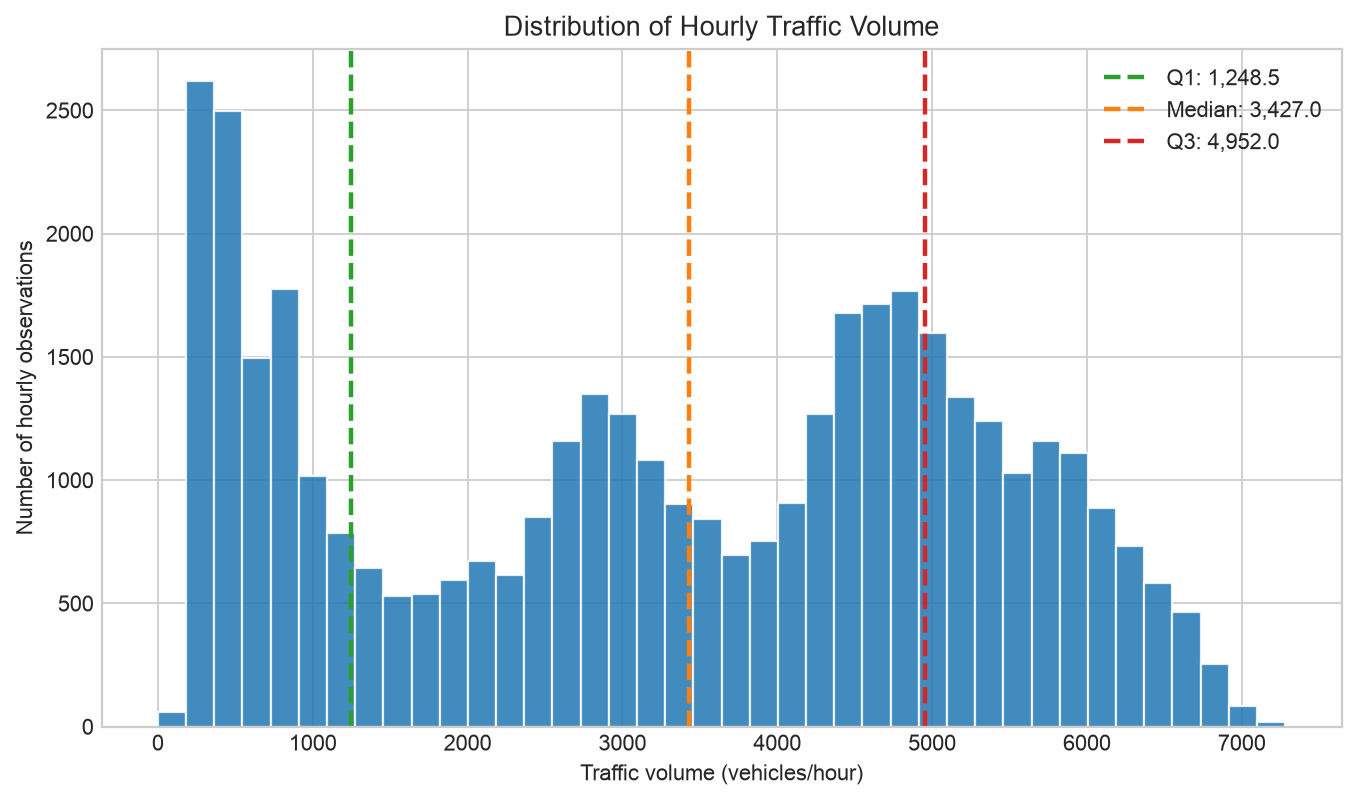 Distribution of Hourly Traffic Volume
Q1: 1,248.5
Median: 3,427.0
Q3: 4,952.0
Number of hourly observations
2500
2000
1500
1000
500
0
0 1000 2000 3000 4000 5000 6000 7000
Traffic volume (vehicles/hour)